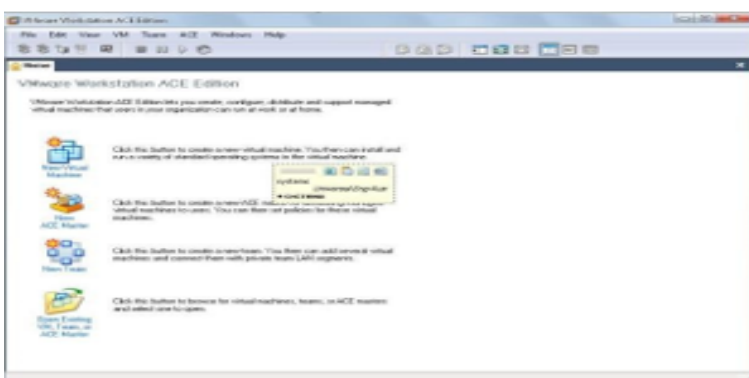 VMware Workstation ACE Edition
File Edit View VM Team ACE Windows Help
Home
VMware Workstation ACE Edition
VMware Workstation ACE Edition lets you create, configure, distribute and support managed
virtual machines that users in your organization can run at work or at home.
New Virtual
Machine
Click this button to create a new virtual machine. You then can install and
run a variety of standard operating systems in the virtual machine.
systems
Universal(Eng-Rus)
New
ACE Master
Click this button to create a new ACE
virtual machines to users. You can then set policies for these virtual
machines.
New Team
Click this button to create a new team. You then can add several virtual
machines and connect them with private team LAN segments.
Open Existing
VM, Team, or
ACE Master
Click this button to browse for virtual machines, teams, or ACE masters
and select one to open.